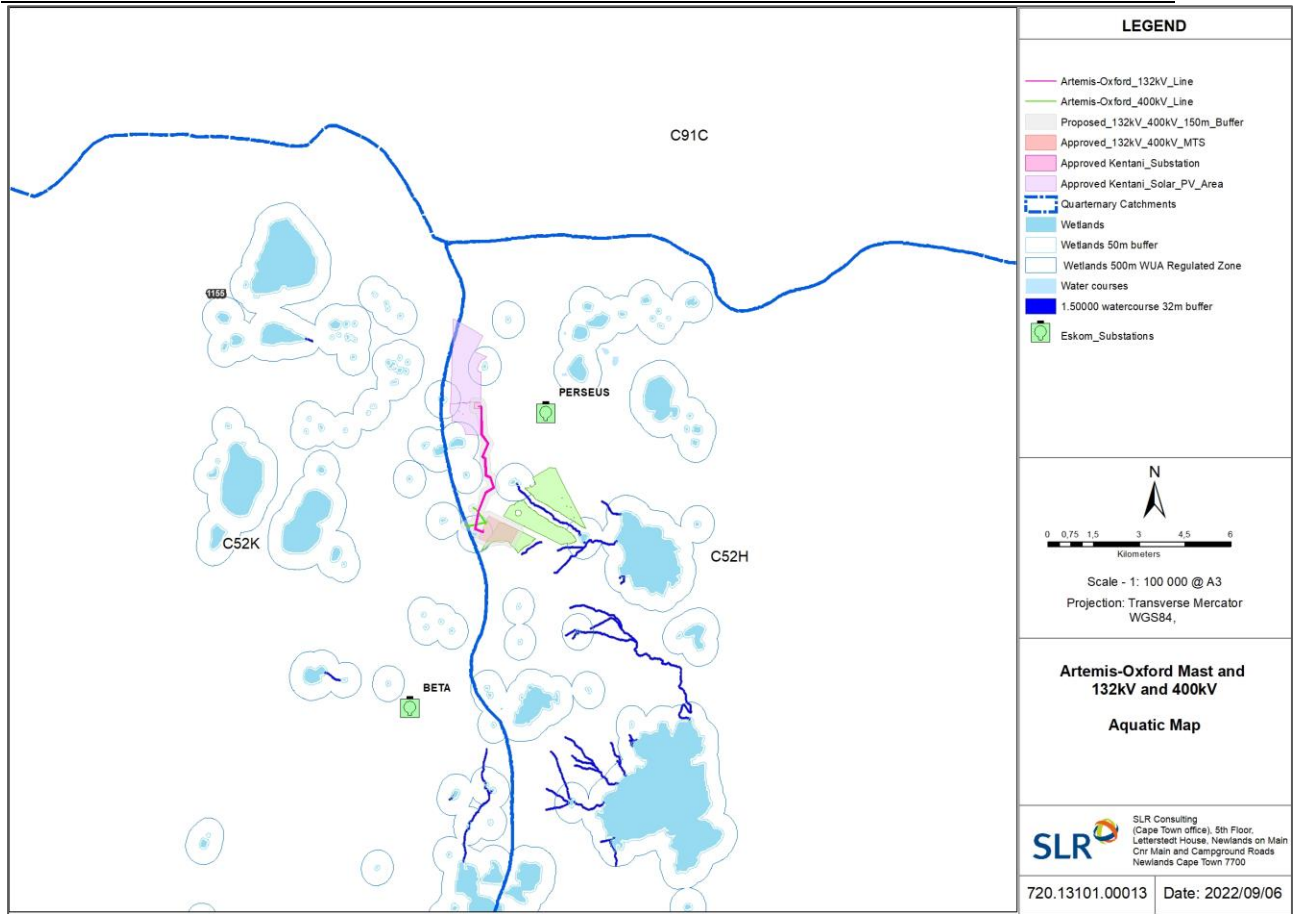 C91C
1155
PERSEUS
C52K
C52H
BETA
LEGEND
Artemis-Oxford_132kV_Line
Artemis-Oxford_400kV_Line
Proposed_132kV_400kV_150m_Buffer
Approved_132kV_400kV_MTS
Approved Kentani_Substation
Approved Kentani_Solar_PV_Area
Quarternary Catchments
Wetlands
Wetlands 50m buffer
Wetlands 500m WUA Regulated Zone
Water courses
1.50000 watercourse 32m buffer
Eskom_Substations
N
0 0,75 1,5 3 4,5 6
Kilometers
Scale - 1: 100 000 @ A3
Projection: Transverse Mercator
WGS84,
Artemis-Oxford Mast and
132kV and 400kV
Aquatic Map
SLR
SLR Consulting
(Cape Town office), 5th Floor,
Letterstedt House, Newlands on Main
Cnr Main and Campground Roads
Newlands Cape Town 7700
720.13101.00013
Date: 2022/09/06